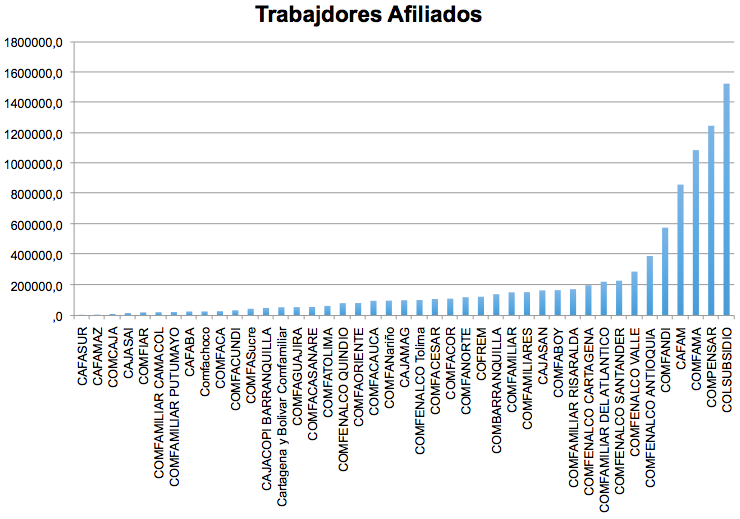 Trabajdores Afiliados
1800000,0
1600000,0
1400000,0
1200000,0
1000000,0
800000,0
600000,0
400000,0
200000,0
,0
CAFASUR
CAFAMAZ
COMCAJA
CAJASAI
COMFIAR
COMFAMILIAR CAMACOL
COMFAMILIAR PUTUMAYO
CAFABA
Comfachoco
COMFACA
COMFACUNDI
COMFASucre
CAJACOPI BARRANQUILLA
Cartagena y Bolivar Comfamiliar
COMFAGUAJIRA
COMFACASANARE
COMFATOLIMA
COMFENALCO QUINDIO
COMFAORIENTE
COMFACAUCA
COMFANariño
CAJAMAG
COMFENALCO Tolima
COMFACESAR
COMFACOR
COMFANORTE
COFREM
COMBARRANQUILLA
COMFAMILIAR
COMFAMILIARES
CAJASAN
COMFABOY
COMFAMILIAR RISARALDA
COMFENALCO CARTAGENA
COMFAMILIAR DEL ATLANTICO
COMFENALCO SANTANDER
COMFENALCO VALLE
COMFENALCO ANTIOQUIA
COMFANDI
CAFAM
COMFAMA
COMPENSAR
COLSUBSIDIO